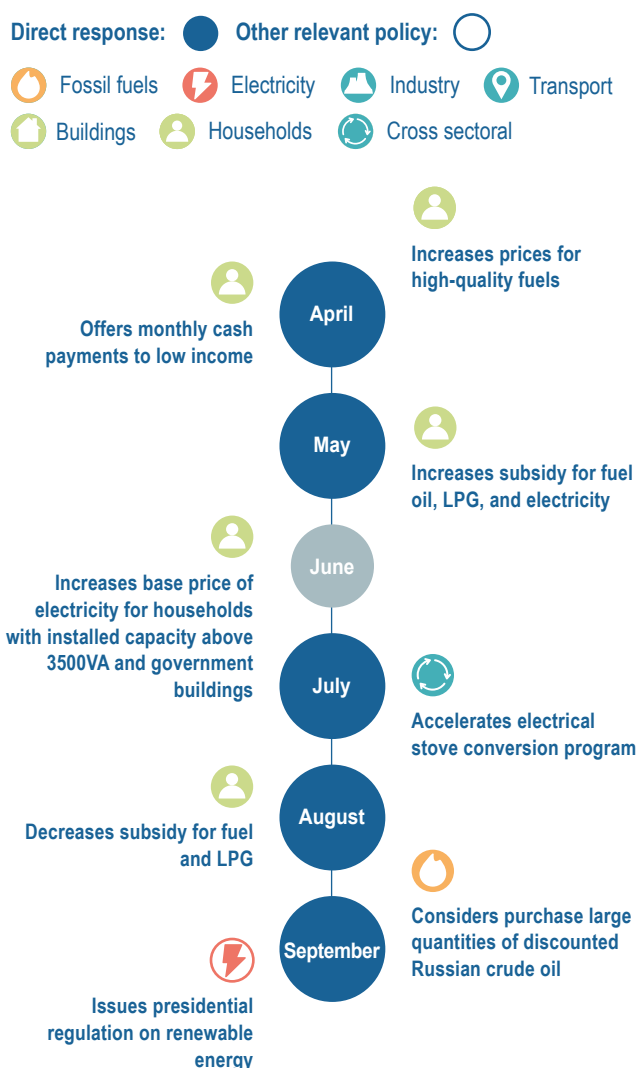 Direct response:
Other relevant policy:
Fossil fuels
Electricity
Industry
Transport
Buildings
Households
Cross sectoral
Increases prices for
high-quality fuels
April
Offers monthly cash
payments to low income
May
Increases subsidy for fuel
oil, LPG, and electricity
June
Increases base price of
electricity for households
with installed capacity above
3500VA and government
buildings
July
Accelerates electrical
stove conversion program
August
Decreases subsidy for fuel
and LPG
Considers purchase large
quantities of discounted
Russian crude oil
September
Issues presidential
regulation on renewable
energy